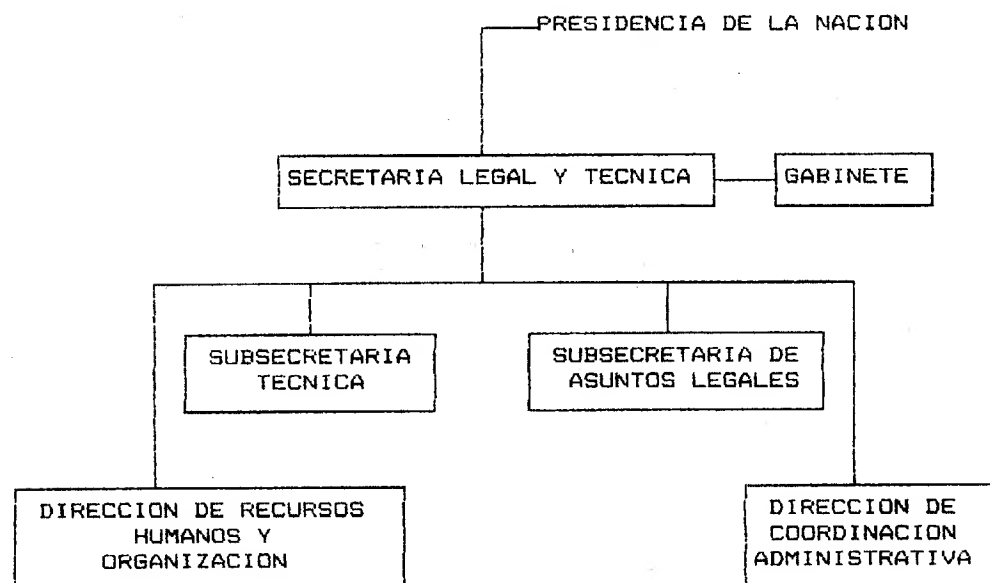 PRESIDENCIA DE LA NACION
SECRETARIA LEGAL Y TECNICA
GABINETE
SUBSECRETARIA
TECNICA
SUBSECRETARIA DE
ASUNTOS LEGALES
DIRECCION DE RECURSOS
HUMANOS Y
ORGANIZACION
DIRECCION DE
COORDINACION
ADMINISTRATIVA